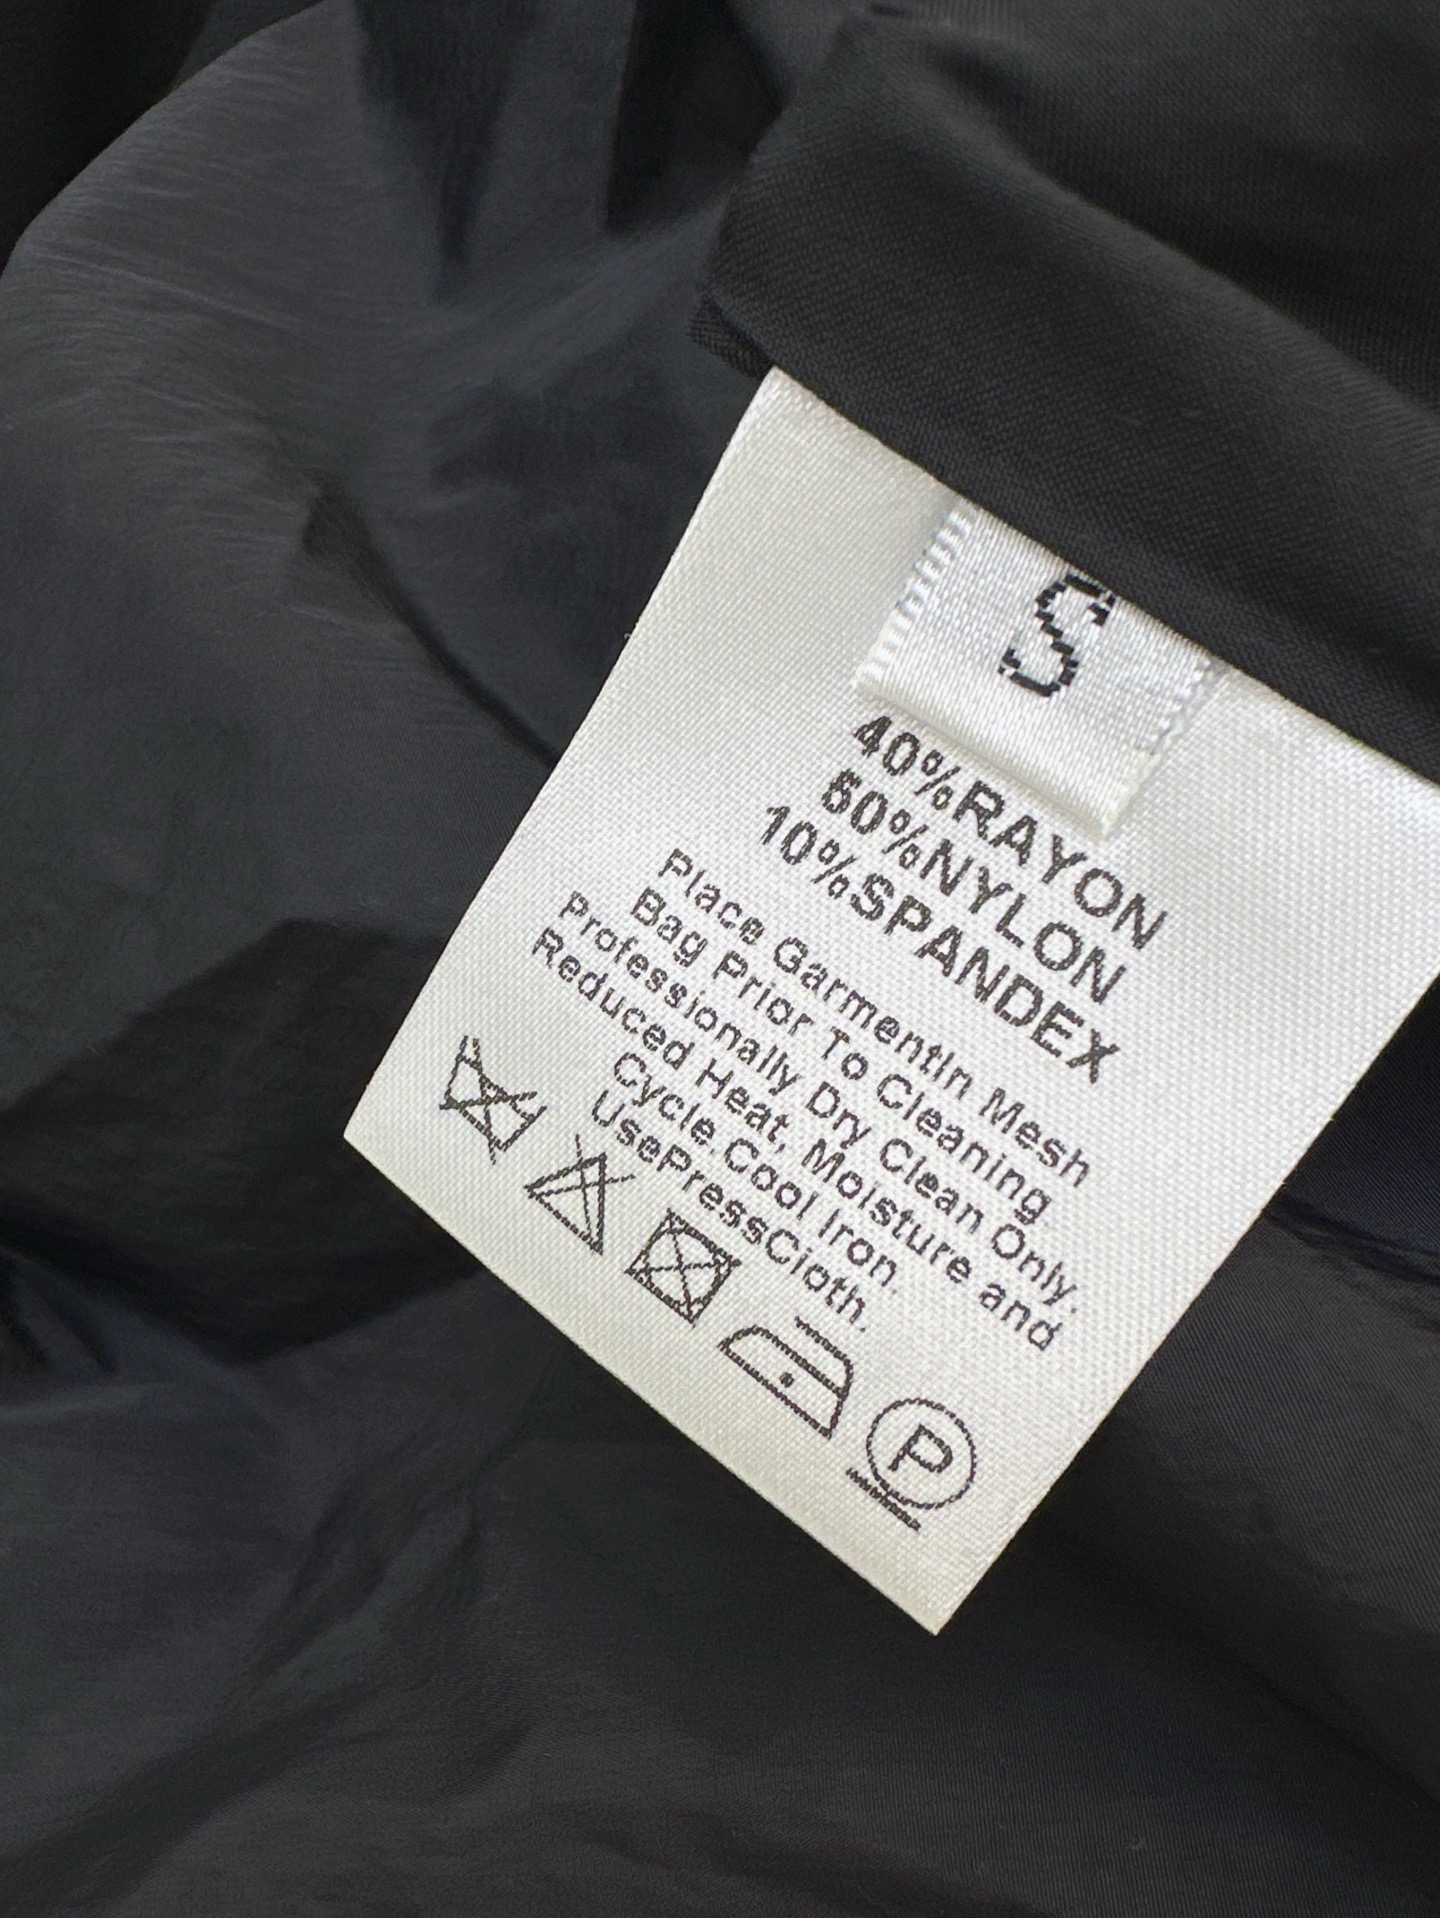 S
40%RAYON
50%NYLON
10%SPANDEX
Place GarmentIn Mesh
Bag Prior To Cleaning
Professionally Dry Clean Only.
Reduced Heat, Moisture and
Cycle.Cool Iron.
UsePressCloth.
P